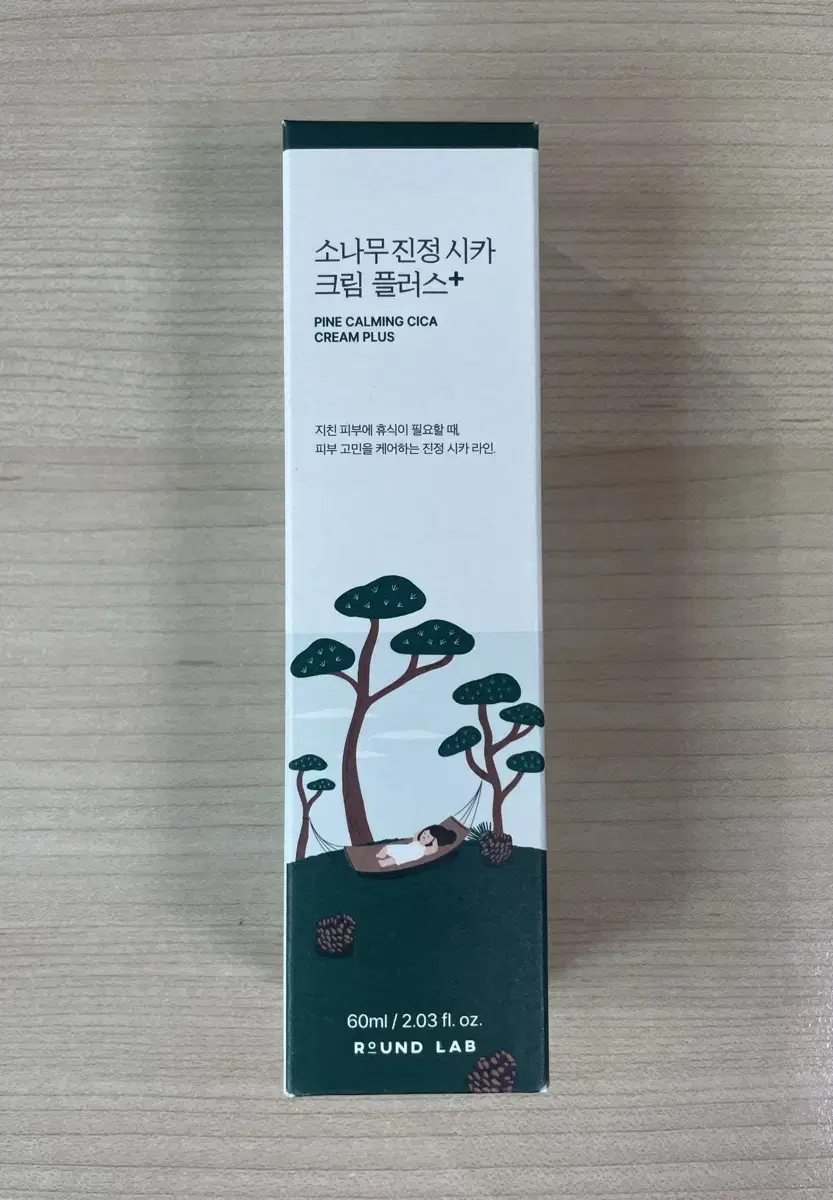 소나무 진정 시카
크림 플러스+
PINE CALMING CICA
CREAM PLUS
지친 피부에 휴식이 필요할 때,
피부 고민을 케어하는 진정 시카 라인.
60ml / 2.03 fl. oz.
ROUND LAB